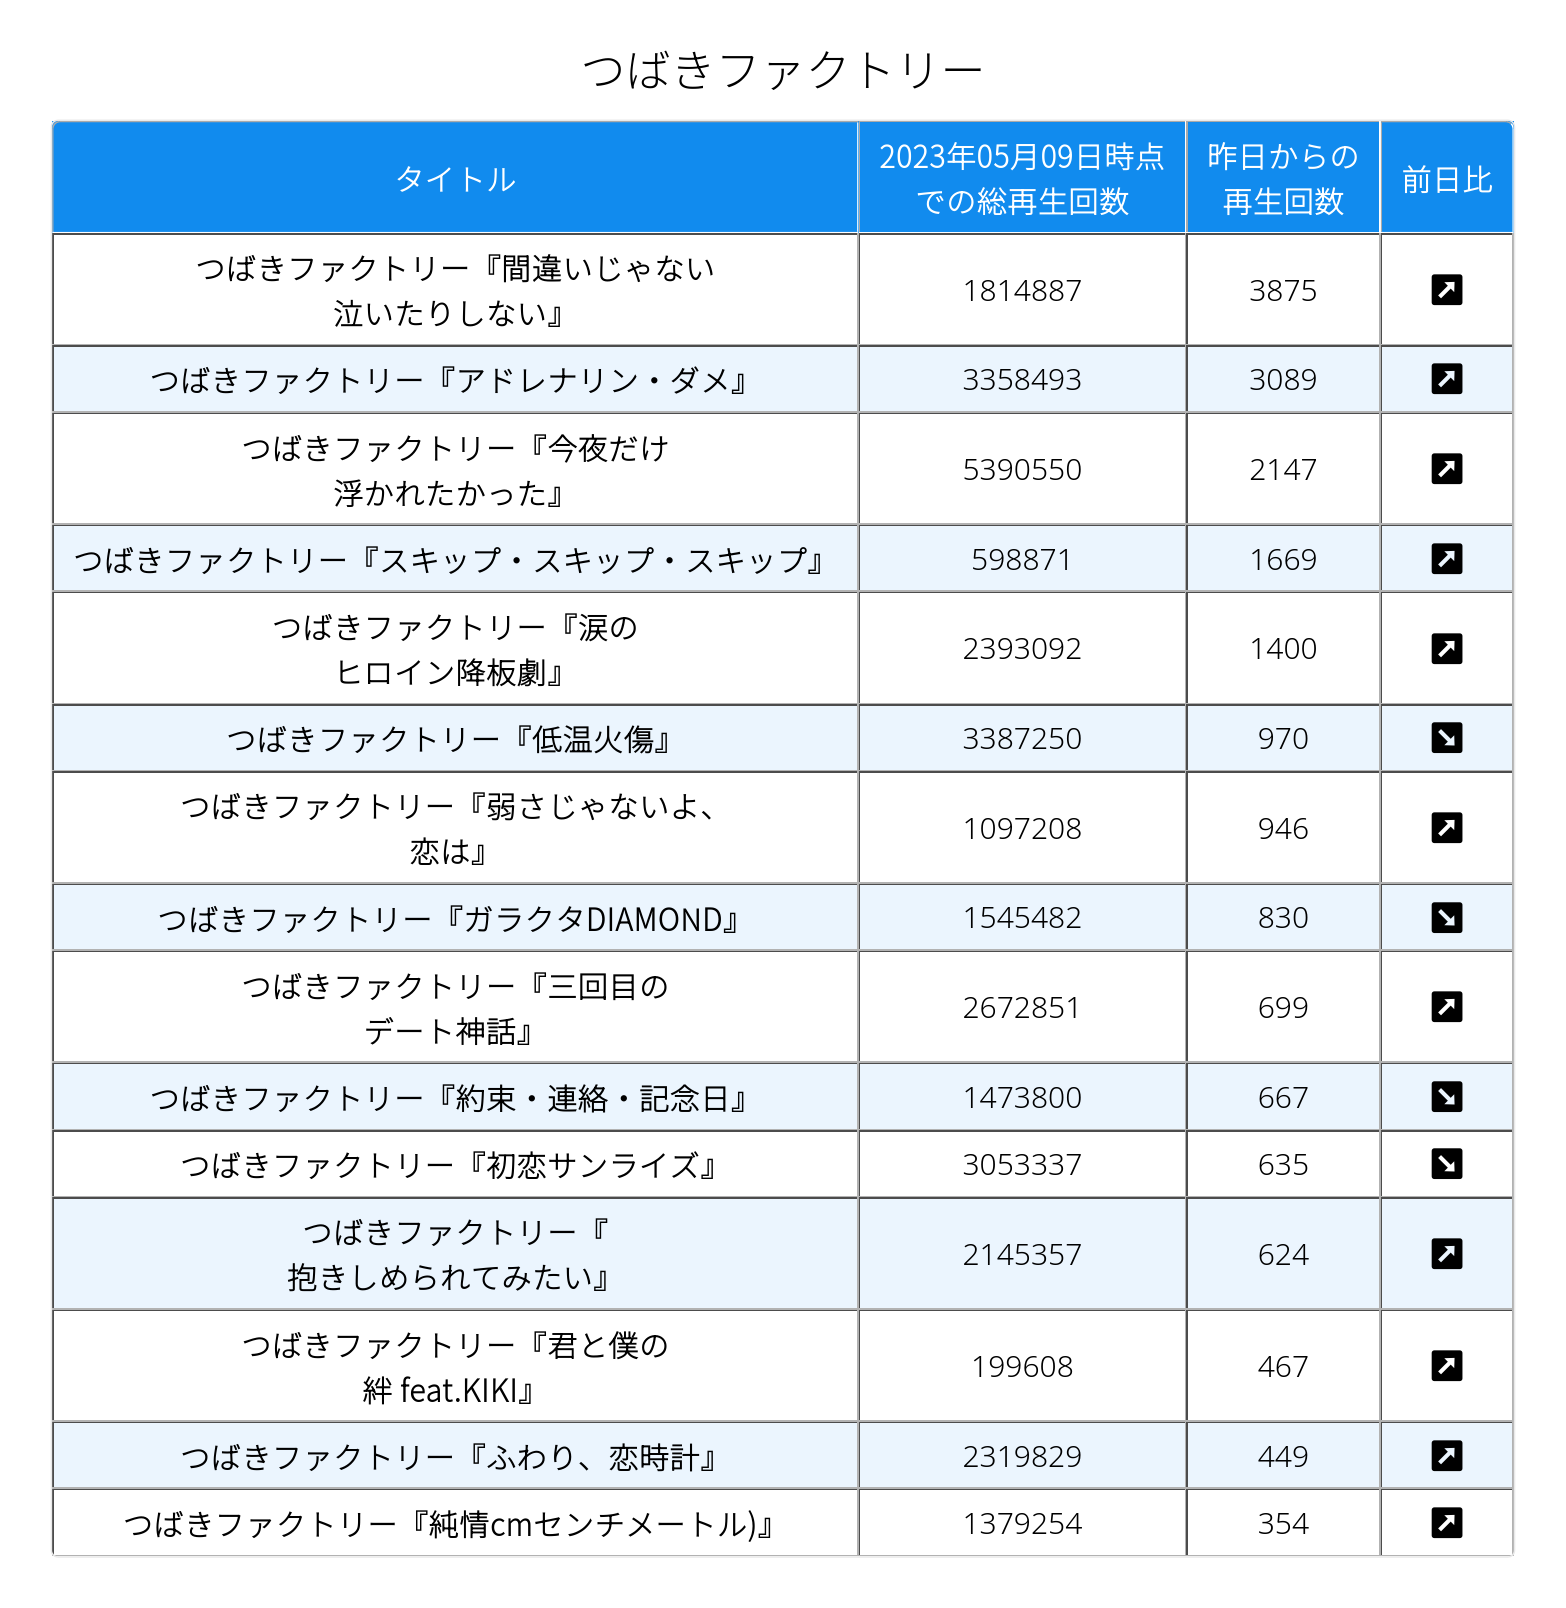 つばきファクトリー
タイトル
2023年05月09日時点
での総再生回数
昨日からの
再生回数
前日比
つばきファクトリー『間違いじゃない
泣いたりしない』
1814887
3875
つばきファクトリー『アドレナリン・ダメ』
3358493
3089
つばきファクトリー『今夜だけ
浮かれたかった』
5390550
2147
つばきファクトリー『スキップ・スキップ・スキップ』
598871
1669
つばきファクトリー『涙の
ヒロイン降板劇』
2393092
1400
つばきファクトリー『低温火傷』
3387250
970
つばきファクトリー『弱さじゃないよ、
恋は』
1097208
946
つばきファクトリー『ガラクタDIAMOND』
1545482
830
つばきファクトリー『三回目の
デート神話』
2672851
699
つばきファクトリー『約束・連絡・記念日』
1473800
667
つばきファクトリー『初恋サンライズ』
3053337
635
つばきファクトリー『
抱きしめられてみたい』
2145357
624
つばきファクトリー『君と僕の
絆 feat.KIKI』
199608
467
つばきファクトリー『ふわり、恋時計』
2319829
449
つばきファクトリー『純情cmセンチメートル)』
1379254
354